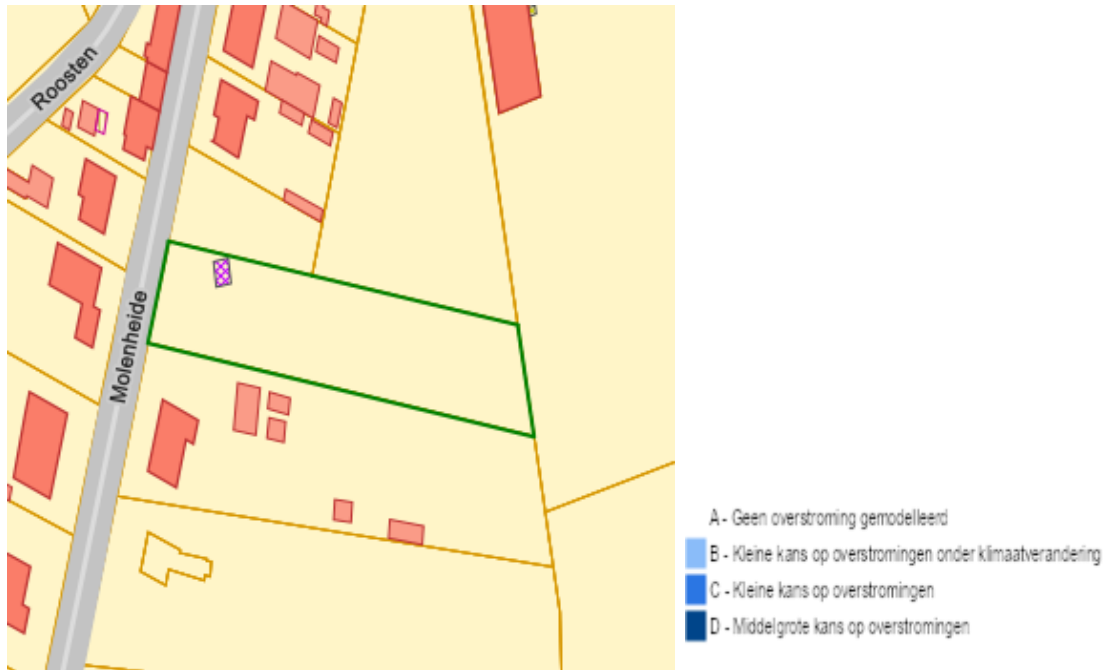 Roosten
Molenheide
A - Geen overstroming gemodelleerd
B - Kleine kans op overstromingen onder klimaatverandering
C - Kleine kans op overstromingen
D - Middelgrote kans op overstromingen